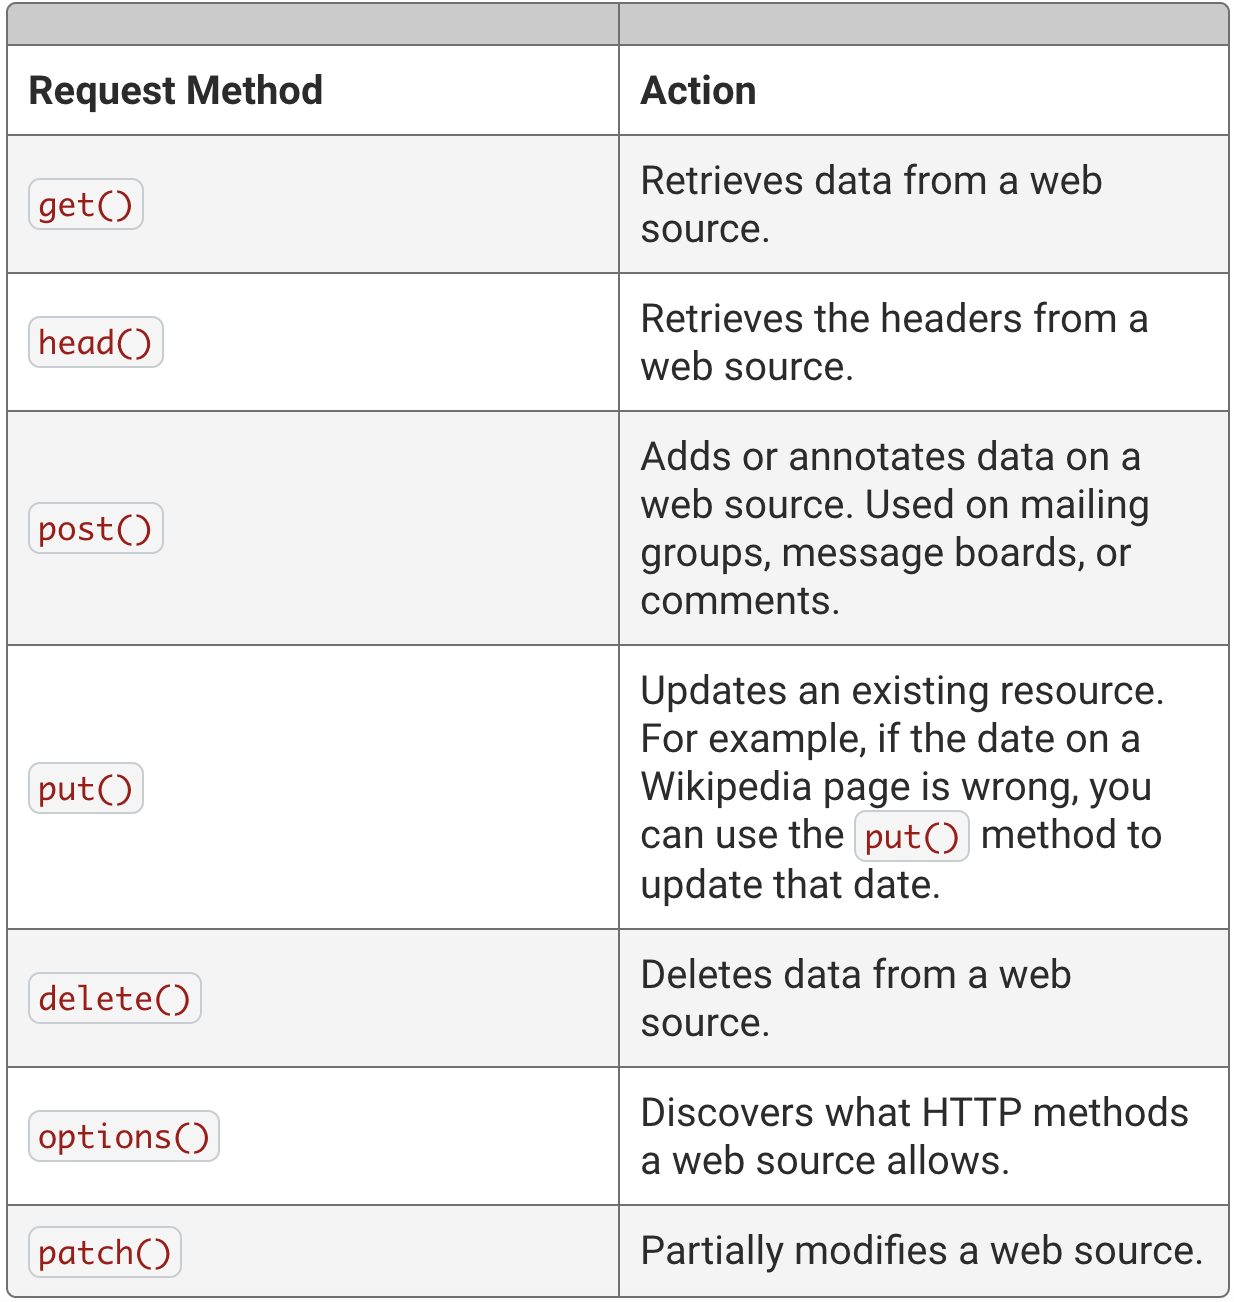 Request Method
Action
get()
Retrieves data from a web
source.
head()
Retrieves the headers from a
web source.
post()
Adds or annotates data on a
web source. Used on mailing
groups, message boards, or
comments.
put()
Updates an existing resource.
For example, if the date on a
Wikipedia page is wrong, you
can use the put() method to
update that date.
delete()
Deletes data from a web
source.
options()
Discovers what HTTP methods
a web source allows.
patch()
Partially modifies a web source.